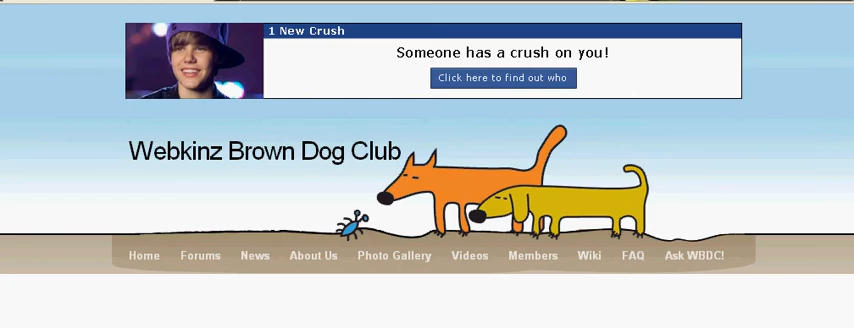 1 New Crush
Someone has a crush on you!
Click here to find out who
Webkinz Brown Dog Club
Home Forums News About Us Photo Gallery Videos Members Wiki FAQ Ask WBDC!